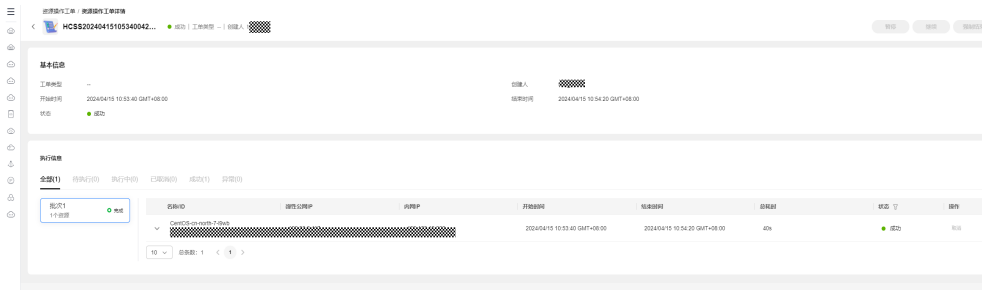 资源操作工单 / 资源操作工单详情
HCSS20240415105340042... 成功 | 工单类型 -- | 创建人
基本信息
工单类型 -- 创建人
开始时间 2024/04/15 10:53:40 GMT+08:00 结束时间 2024/04/15 10:54:20 GMT+08:00
状态 成功
执行信息
全部(1) 待执行(0) 执行中(0) 已取消(0) 成功(1) 异常(0)
批次1 完成
1个资源
名称/ID 弹性公网IP 内网IP 开始时间 结束时间 总耗时 状态 操作
CentOS-cn-north-7-i9wb
2024/04/15 10:53:40 GMT+08:00 2024/04/15 10:54:20 GMT+08:00 40s 成功 取消
10 总条数: 1 1